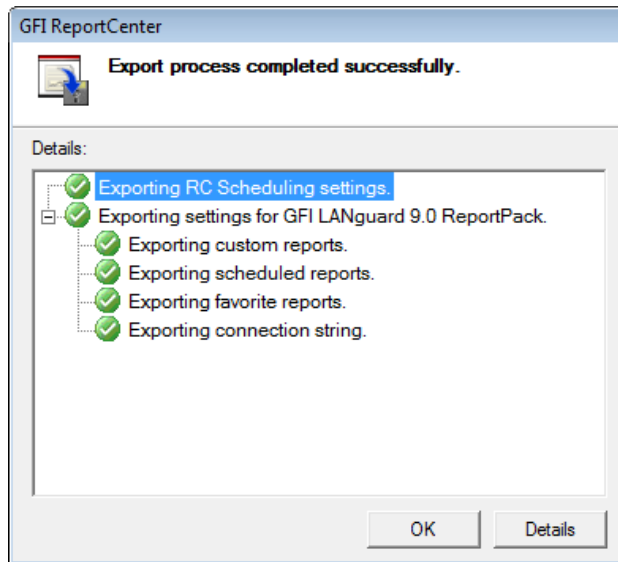 GFI ReportCenter
Export process completed successfully.
Details:
Exporting RC Scheduling settings.
Exporting settings for GFI LANguard 9.0 ReportPack.
Exporting custom reports.
Exporting scheduled reports.
Exporting favorite reports.
Exporting connection string.
OK Details